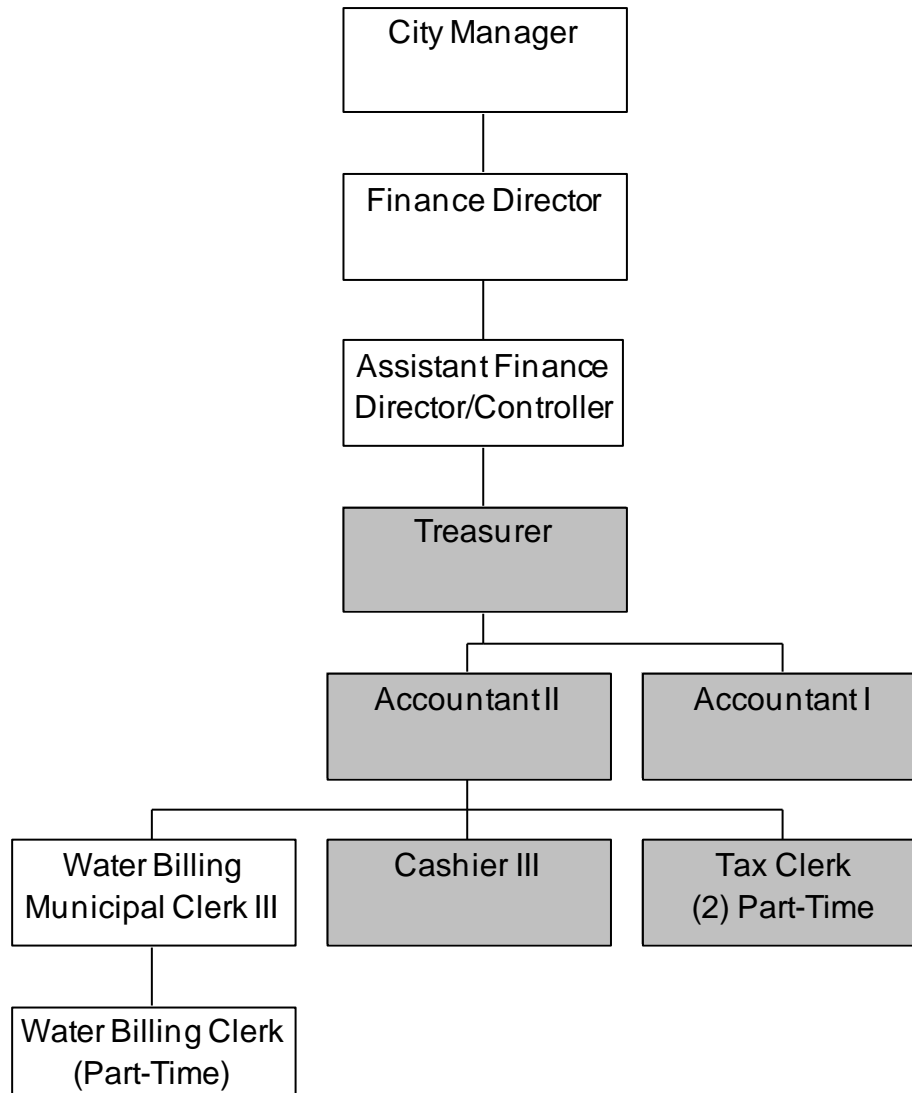 City Manager
Finance Director
Assistant Finance
Director/Controller
Treasurer
Accountant II
Accountant I
Water Billing
Municipal Clerk III
Cashier III
Tax Clerk
(2) Part-Time
Water Billing Clerk
(Part-Time)